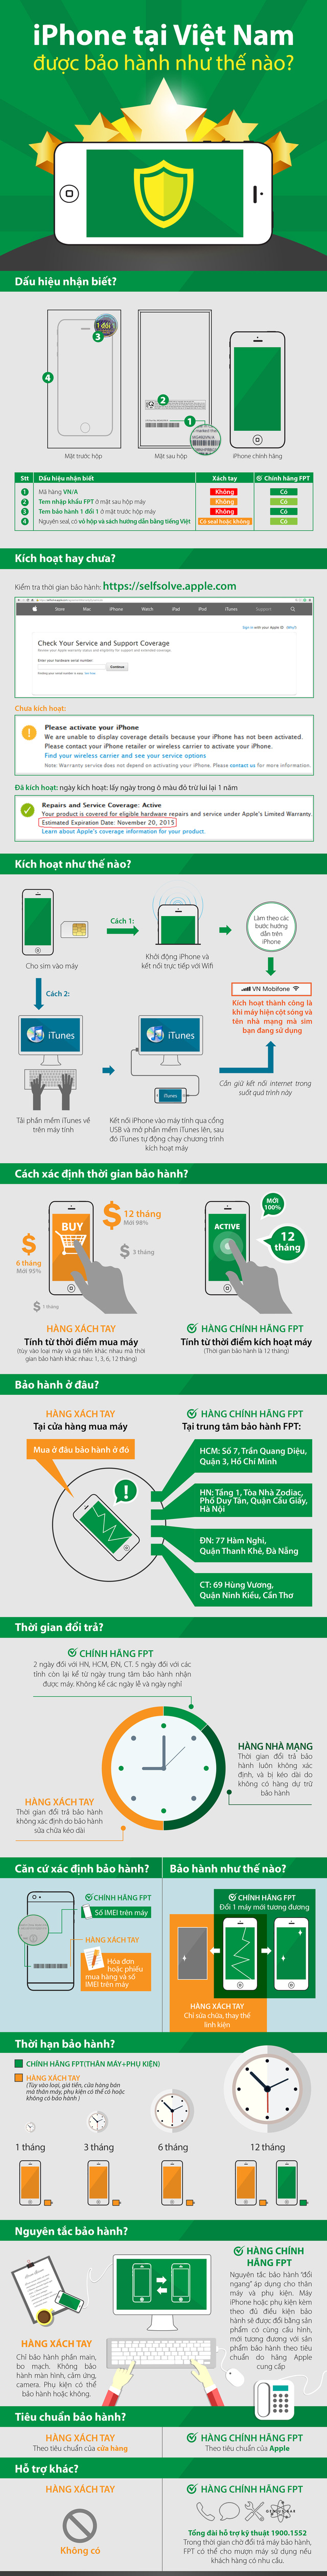 iPhone tại Việt Nam
được bảo hành như thế nào?
Dấu hiệu nhận biết?
1 đổi 1
3
4
2
1
Mặt trước hộp
Mặt sau hộp
iPhone chính hãng
Stt Dấu hiệu nhận biết Xách tay Chính hãng FPT
1 Mã hàng VN/A Không Có
2 Tem nhập khẩu FPT ở mặt sau hộp máy Không Có
3 Tem bảo hành 1 đổi 1 ở mặt trước hộp máy Không Có
4 Nguyên seal, có vỏ hộp và sách hướng dẫn bằng tiếng Việt Có seal hoặc không Có
Kích hoạt hay chưa?
Kiểm tra thời gian bảo hành: https://selfsolve.apple.com
Store Mac iPhone Watch iPad iPod iTunes Support
Check Your Service and Support Coverage
Enter your hardware serial number:
Continue
Chưa kích hoạt:
Please activate your iPhone
We are unable to display coverage details because your iPhone has not been activated.
Please contact your iPhone retailer or wireless carrier to activate your iPhone.
Find your wireless carrier and see your service options
Note: Warranty service does not depend on activating your iPhone. Please contact us for more information.
Đã kích hoạt: ngày kích hoạt: lấy ngày trong ô màu đỏ trừ lui lại 1 năm
Repairs and Service Coverage: Active
Your product is covered for eligible hardware repairs and service under Apple's Limited Warranty.
Estimated Expiration Date: November 20, 2015
Learn about Apple's coverage information for your product.
Kích hoạt như thế nào?
Cách 1:
Làm theo các
bước hướng
dẫn trên
iPhone
Cho sim vào máy
Khởi động iPhone và
kết nối trực tiếp với Wifi
Cách 2:
VN Mobifone
Kích hoạt thành công là
khi máy hiện cột sóng và
tên nhà mạng mà sim
bạn đang sử dụng
iTunes
iTunes
iTunes
Cần giữ kết nối internet trong
suốt quá trình này
Tải phần mềm iTunes về
trên máy tính
Kết nối iPhone vào máy tính qua cổng
USB và mở phần mềm iTunes lên, sau
đó iTunes tự động chạy chương trình
kích hoạt máy
Cách xác định thời gian bảo hành?
$ 12 tháng
Mới 98%
BUY
$ 6 tháng
Mới 95%
$ 3 tháng
$ 1 tháng
ACTIVE
MỚI
100%
12
tháng
HÀNG XÁCH TAY
Tính từ thời điểm mua máy
(tùy vào loại máy và giá tiền khác nhau mà thời
gian bảo hành khác nhau: 1, 3, 6, 12 tháng)
HÀNG CHÍNH HÃNG FPT
Tính từ thời điểm kích hoạt máy
(Thời gian bảo hành là 12 tháng)
Bảo hành ở đâu?
HÀNG XÁCH TAY
Tại cửa hàng mua máy
HÀNG CHÍNH HÃNG FPT
Tại trung tâm bảo hành FPT:
Mua ở đâu bảo hành ở đó
!
HCM: Số 7, Trần Quang Diệu,
Quận 3, Hồ Chí Minh
HN: Tầng 1, Tòa Nhà Zodiac,
Phố Duy Tân, Quận Cầu Giấy,
Hà Nội
ĐN: 77 Hàm Nghi,
Quận Thanh Khê, Đà Nẵng
CT: 69 Hùng Vương,
Quận Ninh Kiều, Cần Thơ
Thời gian đổi trả?
CHÍNH HÃNG FPT
2 ngày đối với HN, HCM, ĐN, CT. 5 ngày đối với các
tỉnh còn lại kể từ ngày trung tâm bảo hành nhận
được máy. Không kể các ngày lễ và ngày nghỉ
HÀNG NHÀ MẠNG
Thời gian đổi trả bảo
hành luôn không xác
định, và bị kéo dài do
không có hàng dự trữ
bảo hành
HÀNG XÁCH TAY
Thời gian đổi trả bảo hành
không xác định do bảo hành
sửa chữa kéo dài
Căn cứ xác định bảo hành?
CHÍNH HÃNG FPT
Số IMEI trên máy
HÀNG XÁCH TAY
Hóa đơn
hoặc phiếu
mua hàng và số
IMEI trên máy
Bảo hành như thế nào?
CHÍNH HÃNG FPT
Đổi 1 máy mới tương đương
HÀNG XÁCH TAY
Chỉ sửa chữa, thay thế
linh kiện
Thời hạn bảo hành?
CHÍNH HÃNG FPT(THÂN MÁY+PHỤ KIỆN)
HÀNG XÁCH TAY
(Tùy vào loại, giá tiền, cửa hàng bán
mà thân máy, phụ kiện có thể có hoặc
không có bảo hành )
1 tháng
3 tháng
6 tháng
12 tháng
Nguyên tắc bảo hành?
HÀNG CHÍNH
HÃNG FPT
Nguyên tắc bảo hành “đổi
ngang” áp dụng cho thân
máy và phụ kiện. Máy
iPhone hoặc phụ kiện kèm
theo đủ điều kiện bảo
hành sẽ được đổi bằng sản
phẩm có cùng cấu hình,
mới tương đương với sản
phẩm bảo hành theo tiêu
chuẩn do hãng Apple
cung cấp
HÀNG XÁCH TAY
Chỉ bảo hành phần main,
bo mạch. Không bảo
hành màn hình, cảm ứng,
camera. Phụ kiện có thể
bảo hành hoặc không.
Tiêu chuẩn bảo hành?
HÀNG XÁCH TAY
Theo tiêu chuẩn của cửa hàng
HÀNG CHÍNH HÃNG FPT
Theo tiêu chuẩn của Apple
Hỗ trợ khác?
HÀNG XÁCH TAY
Không có
HÀNG CHÍNH HÃNG FPT
Tổng đài hỗ trợ kỹ thuật 1900.1552
Trong thời gian chờ đổi trả máy bảo hành,
FPT có thể cho mượn máy sử dụng nếu
khách hàng có nhu cầu.